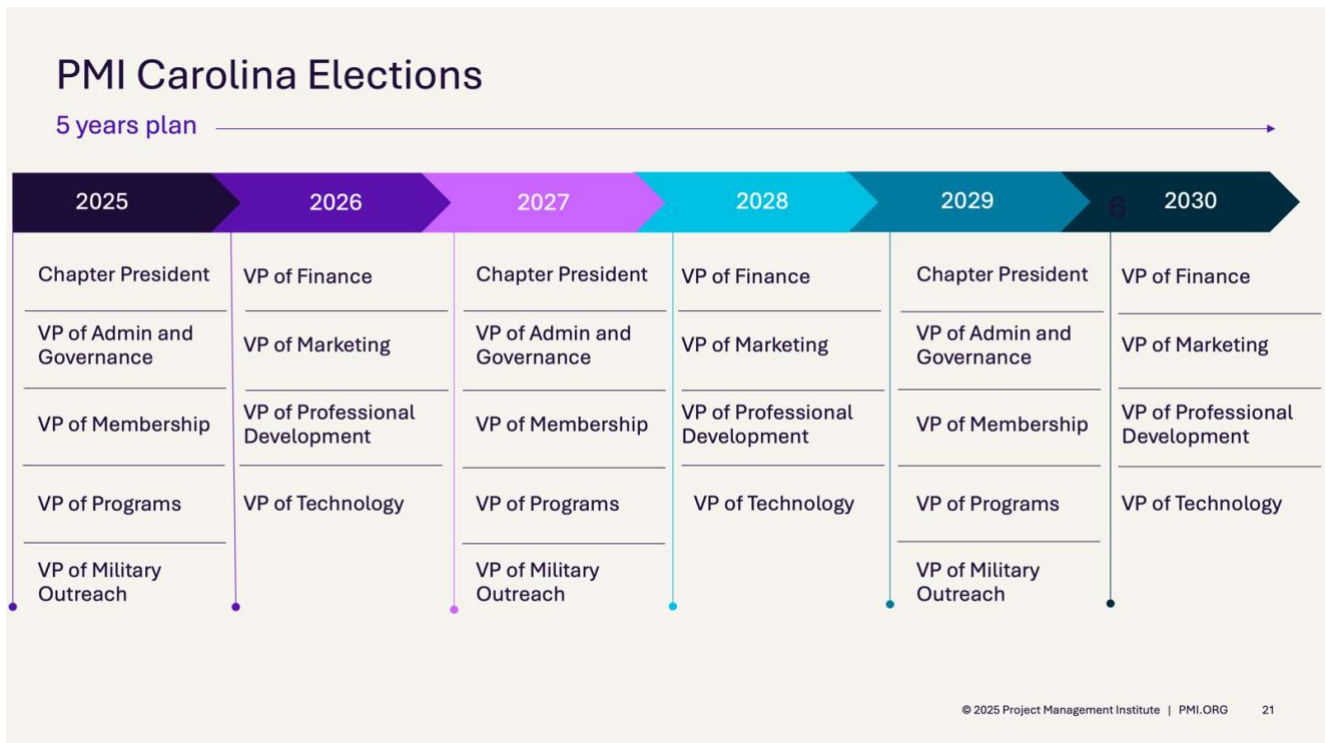 PMI Carolina Elections
5 years plan
2025
2026
2027
2028
2029
6
2030
Chapter President
VP of Admin and
Governance
VP of Membership
VP of Programs
VP of Military
Outreach
VP of Finance
VP of Marketing
VP of Professional
Development
VP of Technology
Chapter President
VP of Admin and
Governance
VP of Membership
VP of Programs
VP of Military
Outreach
VP of Finance
VP of Marketing
VP of Professional
Development
VP of Technology
Chapter President
VP of Admin and
Governance
VP of Membership
VP of Programs
VP of Military
Outreach
VP of Finance
VP of Marketing
VP of Professional
Development
VP of Technology
© 2025 Project Management Institute | PMI.ORG 21